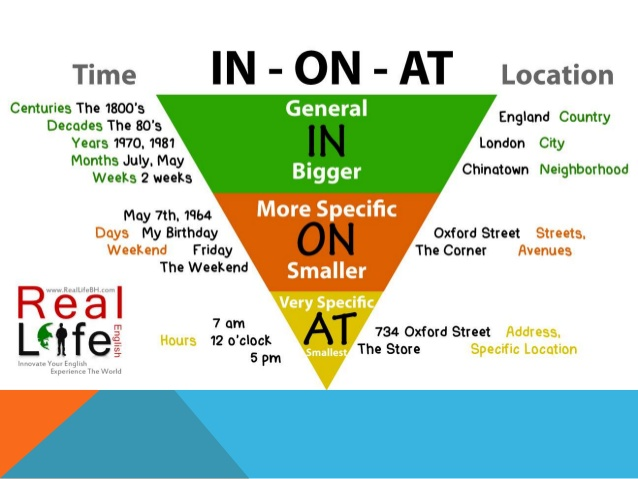 Time
IN - ON - AT
Location
Centuries The 1800's
Decades The 80's
Years 1970, 1981
Months July, May
Weeks 2 weeks
General
IN
Bigger
England Country
London City
Chinatown Neighborhood
May 7th, 1964
Days My Birthday
Weekend Friday
The Weekend
More Specific
ON
Smaller
Oxford Street Streets,
The Corner Avenues
7 am
Hours 12 o'clock
5 pm
Very Specific
AT
Smallest
734 Oxford Street Address,
The Store Specific Location
www.RealLifeBH.com
Real
Life
English
Innovate Your English
Experience The World